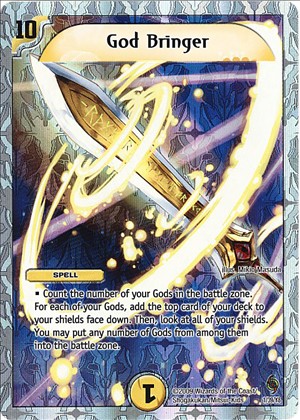 10
God Bringer
illus. Mikio Masuda
SPELL
▪ Count the number of your Gods in the battle zone.
For each of your Gods, add the top card of your deck to
your shields face down. Then, look at all of your shields.
You may put any number of Gods from among them
into the battle zone.
1
©2009 Wizards of the Coast/
Shogakukan/Mitsui-Kids